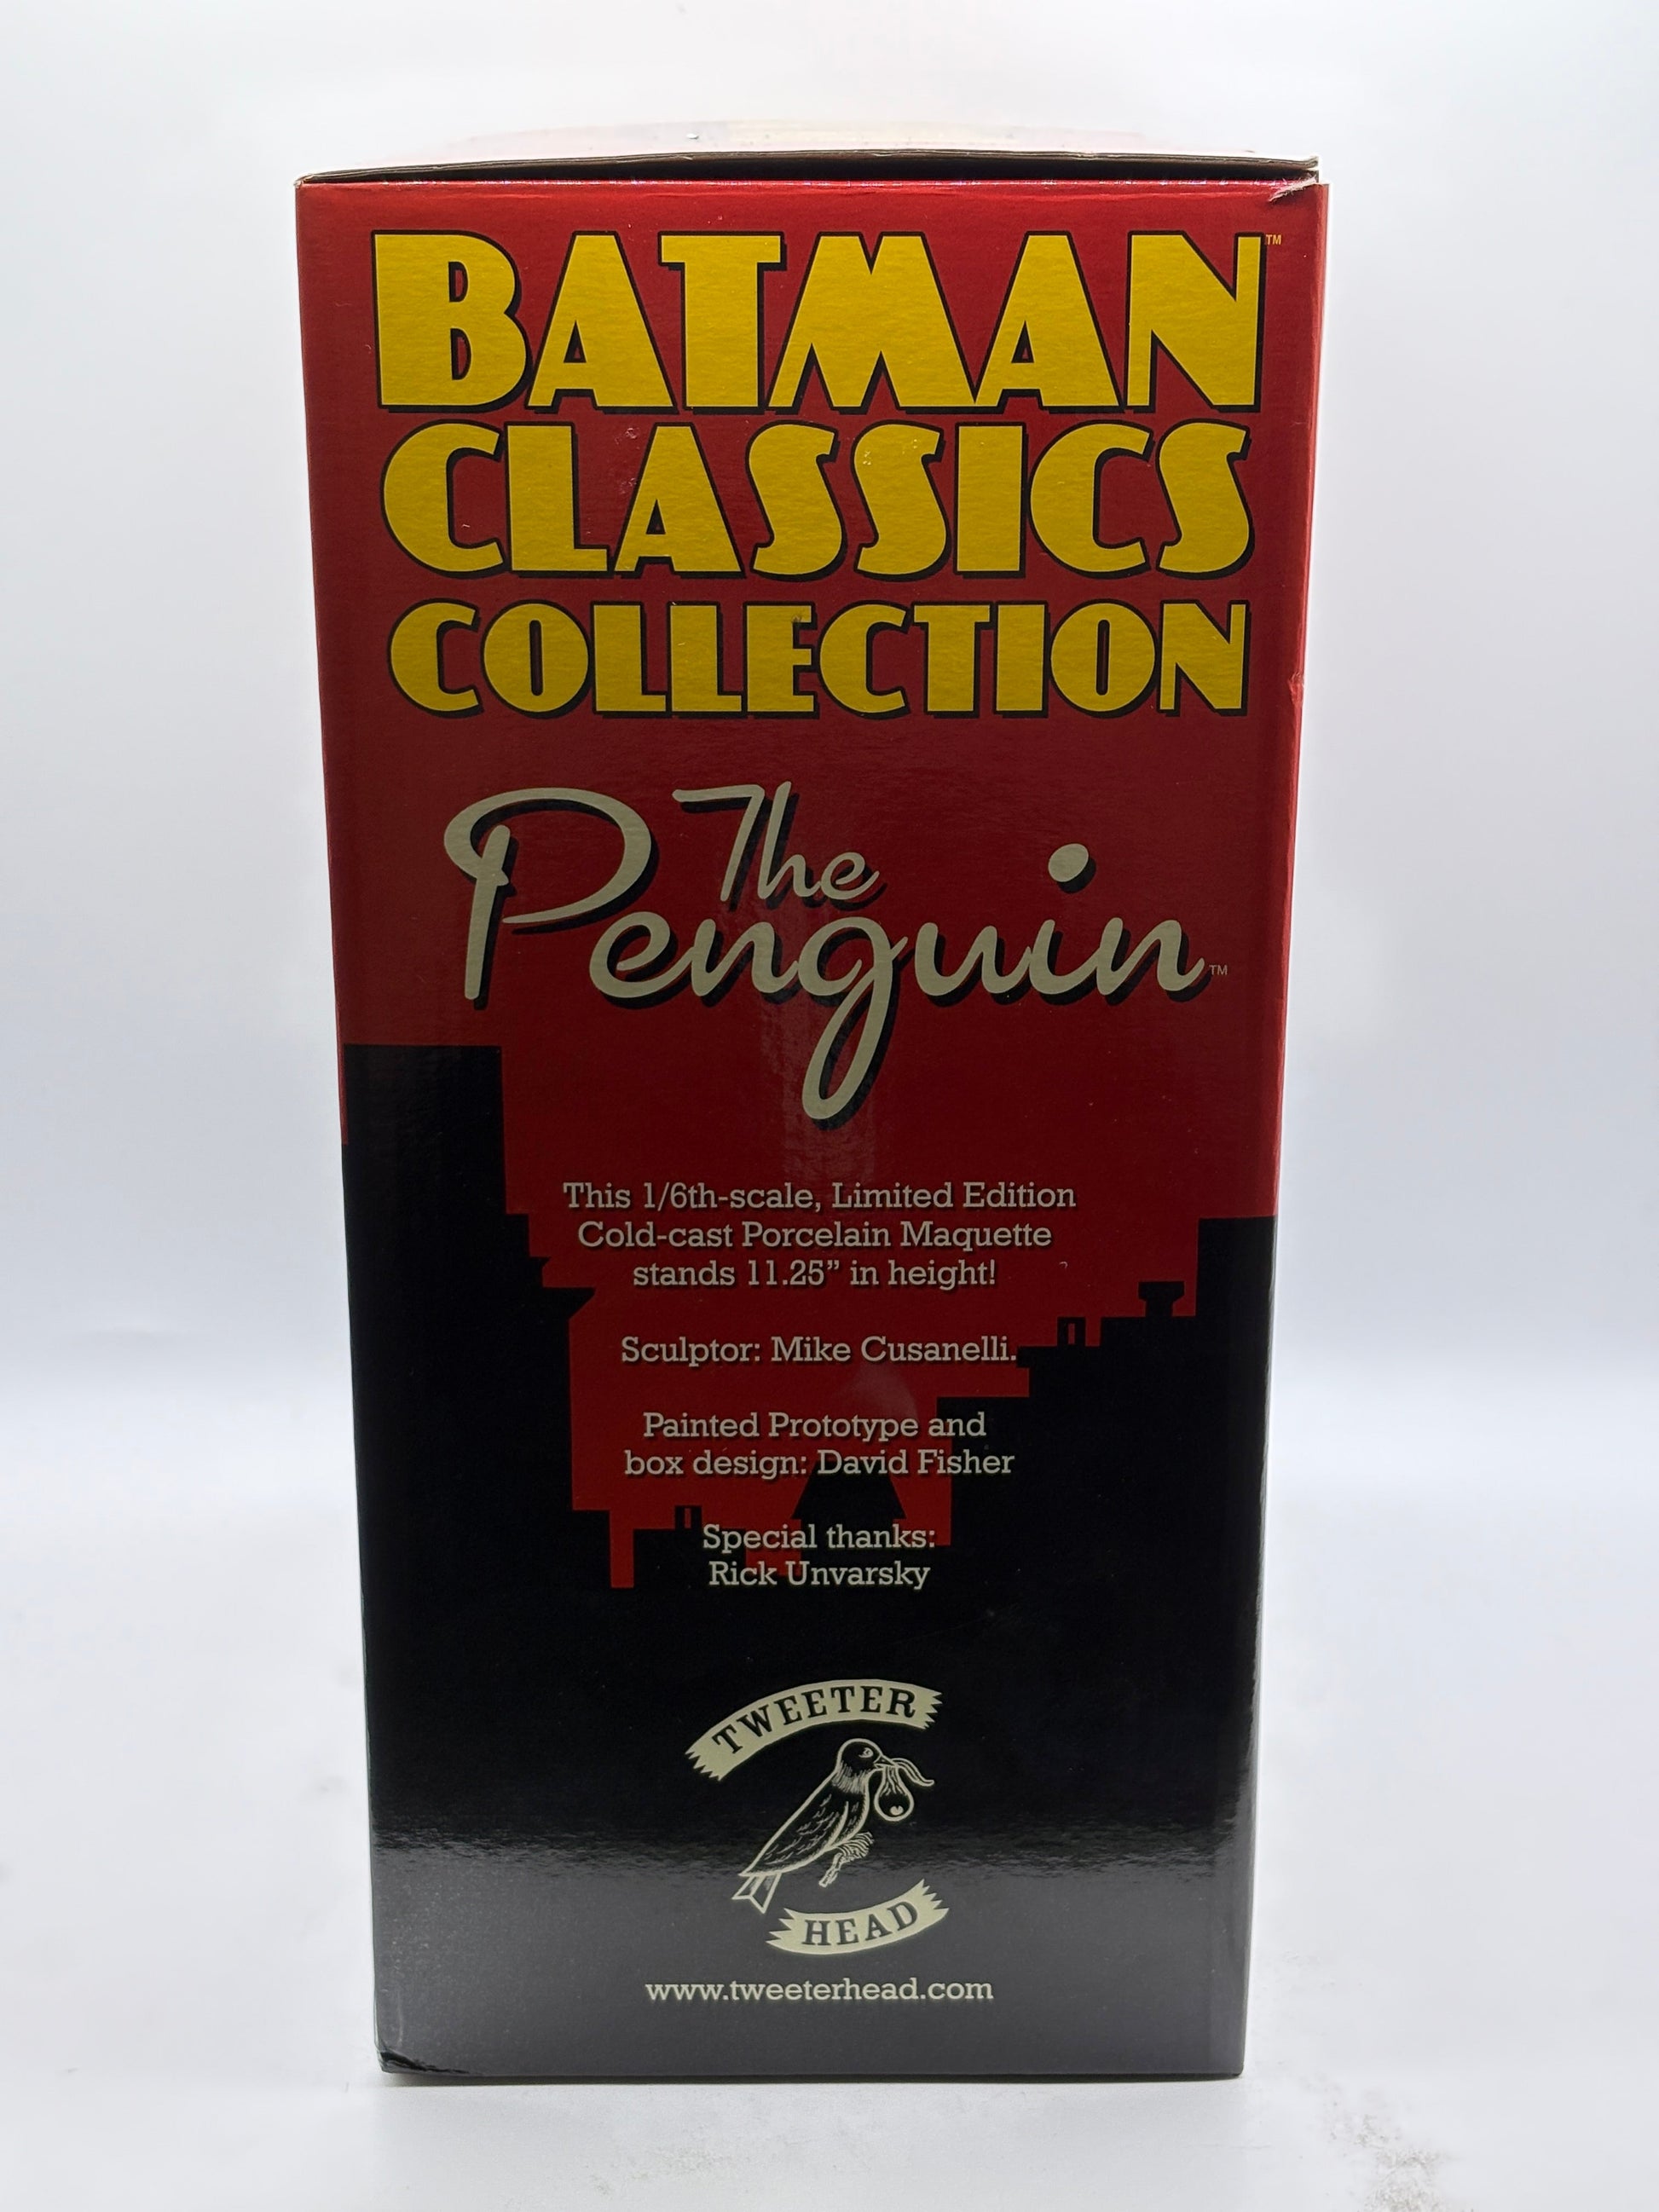 BATMAN™
CLASSICS
COLLECTION
The
Penguin™
This 1/6th-scale, Limited Edition
Cold-cast Porcelain Maquette
stands 11.25” in height!
Sculptor: Mike Cusanelli.
Painted Prototype and
box design: David Fisher
Special thanks:
Rick Unvarsky
TWEETER
HEAD
www.tweeterhead.com